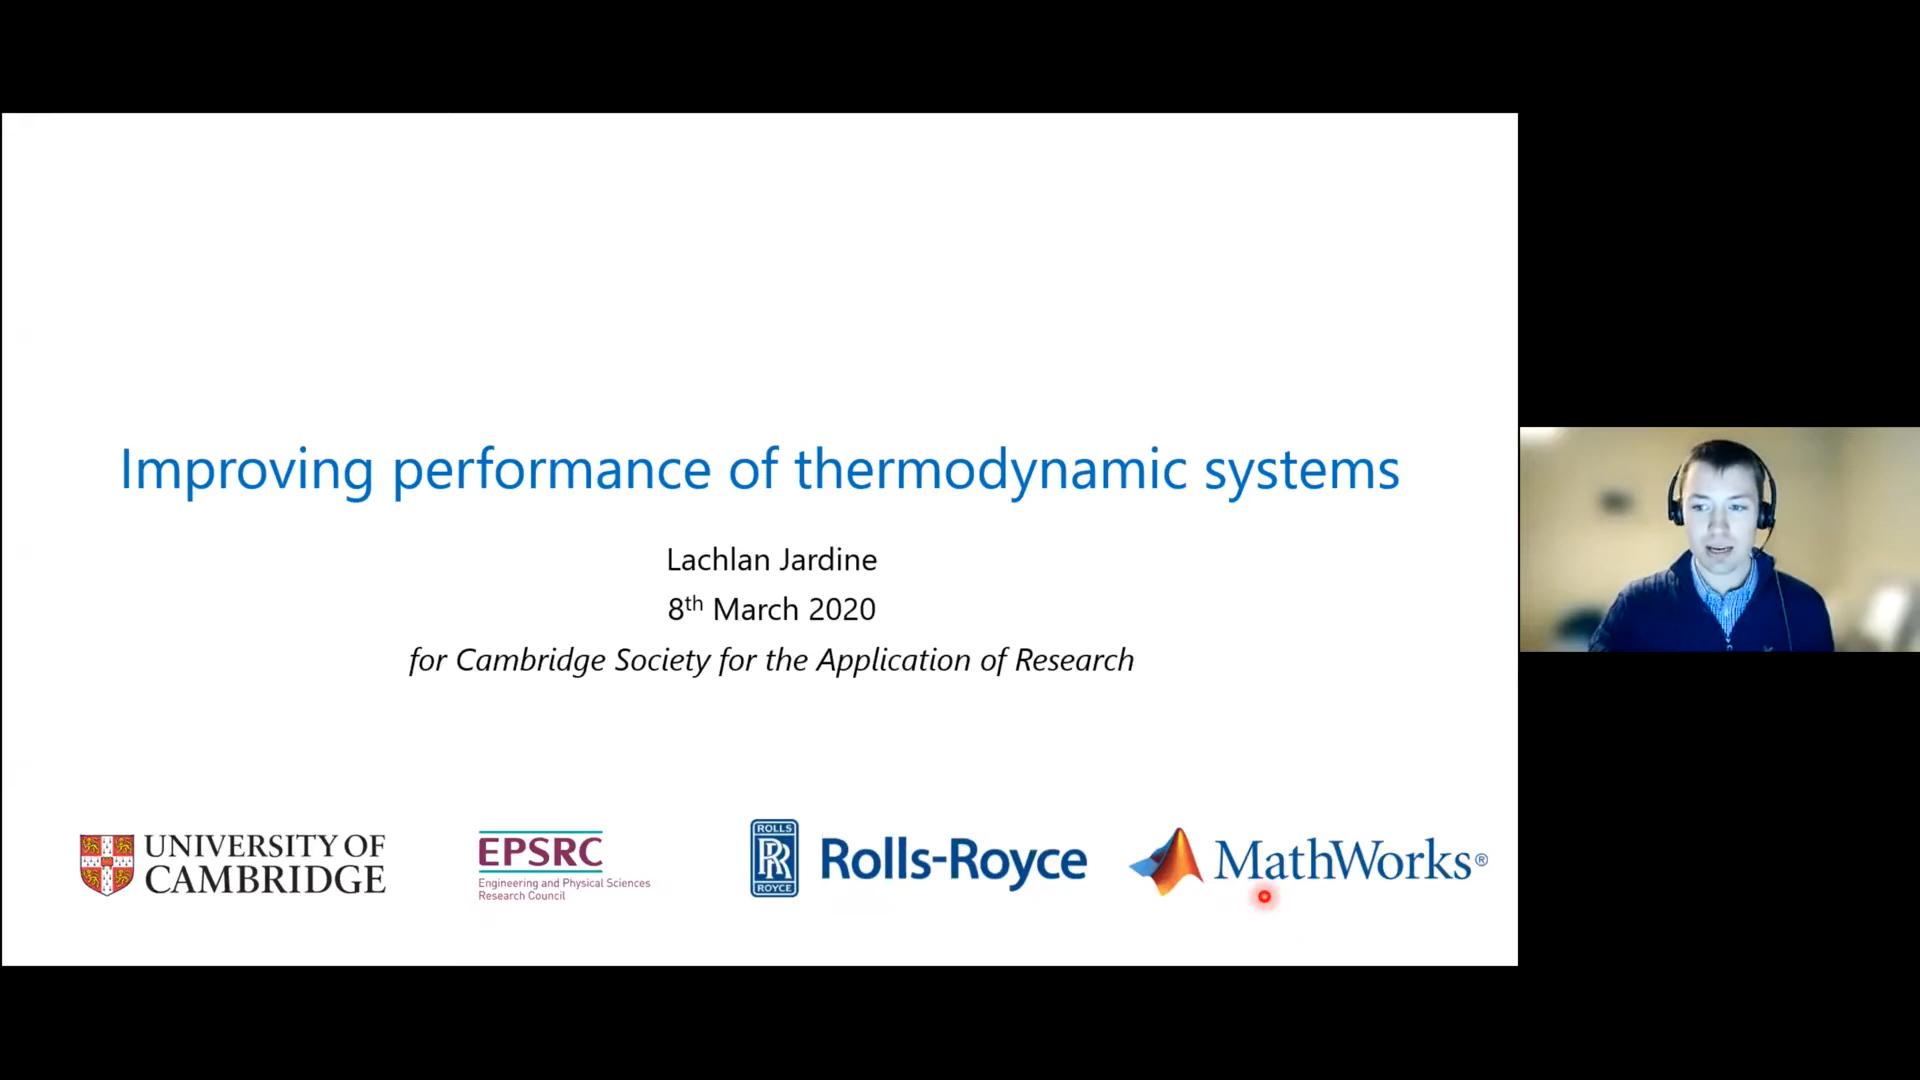 Improving performance of thermodynamic systems
Lachlan Jardine
8th March 2020
for Cambridge Society for the Application of Research
UNIVERSITY OF
CAMBRIDGE
EPSRC
Engineering and Physical Sciences
Research Council
ROLLS
RR
ROYCE
Rolls-Royce
MathWorks®